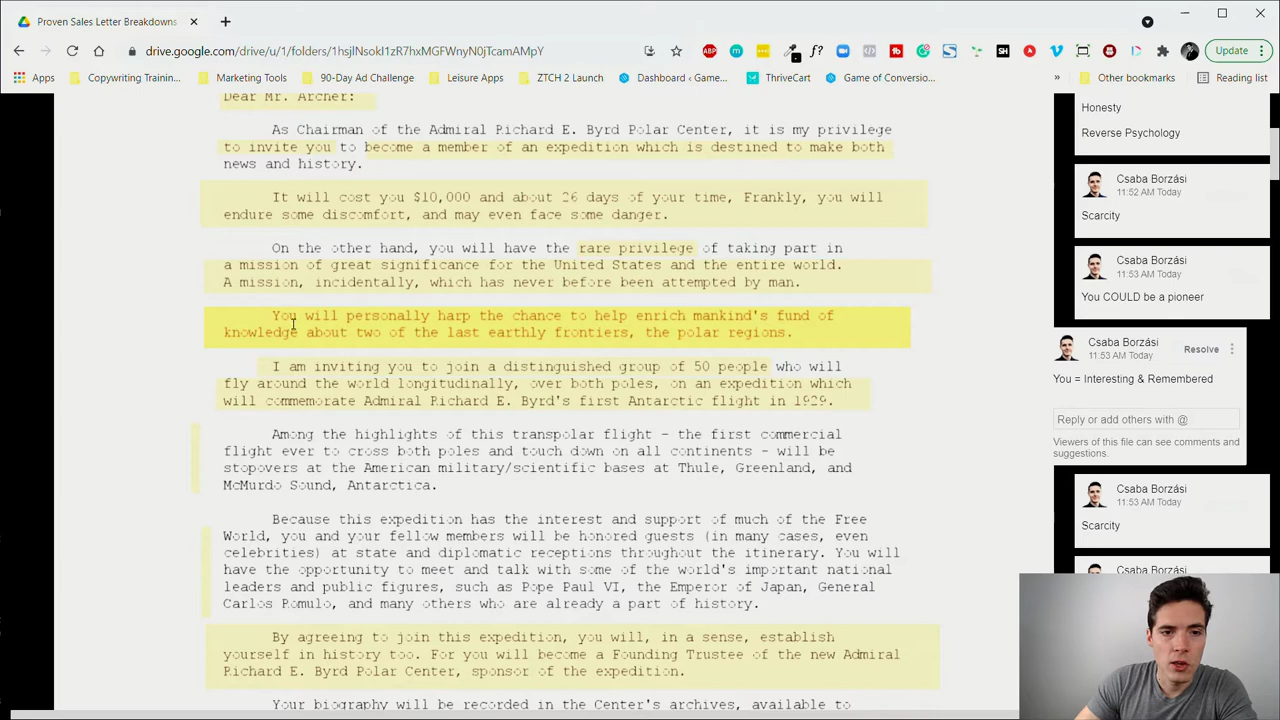 Proven Sales Letter Breakdowns
drive.google.com/drive/u/1/folders/1hsjlNsokI1zR7hxMGFWnyN0jTcamAMpY
Update
Apps
Copywriting Trainin...
Marketing Tools
90-Day Ad Challenge
Leisure Apps
ZTCH 2 Launch
Dashboard ‹ Game...
ThriveCart
Game of Conversio...
»
Other bookmarks
Reading list
Dear Mr. Archer:
As Chairman of the Admiral Richard E. Byrd Polar Center, it is my privilege
to invite you to become a member of an expedition which is destined to make both
news and history.
It will cost you $10,000 and about 26 days of your time, Frankly, you will
endure some discomfort, and may even face some danger.
On the other hand, you will have the rare privilege of taking part in
a mission of great significance for the United States and the entire world.
A mission, incidentally, which has never before been attempted by man.
You will personally harp the chance to help enrich mankind's fund of
knowledge about two of the last earthly frontiers, the polar regions.
I am inviting you to join a distinguished group of 50 people who will
fly around the world longitudinally, over both poles, on an expedition which
will commemorate Admiral Richard E. Byrd's first Antarctic flight in 1929.
Among the highlights of this transpolar flight - the first commercial
flight ever to cross both poles and touch down on all continents - will be
stopovers at the American military/scientific bases at Thule, Greenland, and
McMurdo Sound, Antarctica.
Because this expedition has the interest and support of much of the Free
World, you and your fellow members will be honored guests (in many cases, even
celebrities) at state and diplomatic receptions throughout the itinerary. You will
have the opportunity to meet and talk with some of the world's important national
leaders and public figures, such as Pope Paul VI, the Emperor of Japan, General
Carlos Romulo, and many others who are already a part of history.
By agreeing to join this expedition, you will, in a sense, establish
yourself in history too. For you will become a Founding Trustee of the new Admiral
Richard E. Byrd Polar Center, sponsor of the expedition.
Your biography will be recorded in the Center's archives, available to
Honesty
Reverse Psychology
Csaba Borzási
11:52 AM Today
Scarcity
Csaba Borzási
11:53 AM Today
You COULD be a pioneer
Csaba Borzási
11:53 AM Today
Resolve
You = Interesting & Remembered
Reply or add others with @
Viewers of this file can see comments and
suggestions.
Csaba Borzási
11:53 AM Today
Scarcity
Csaba Borzási